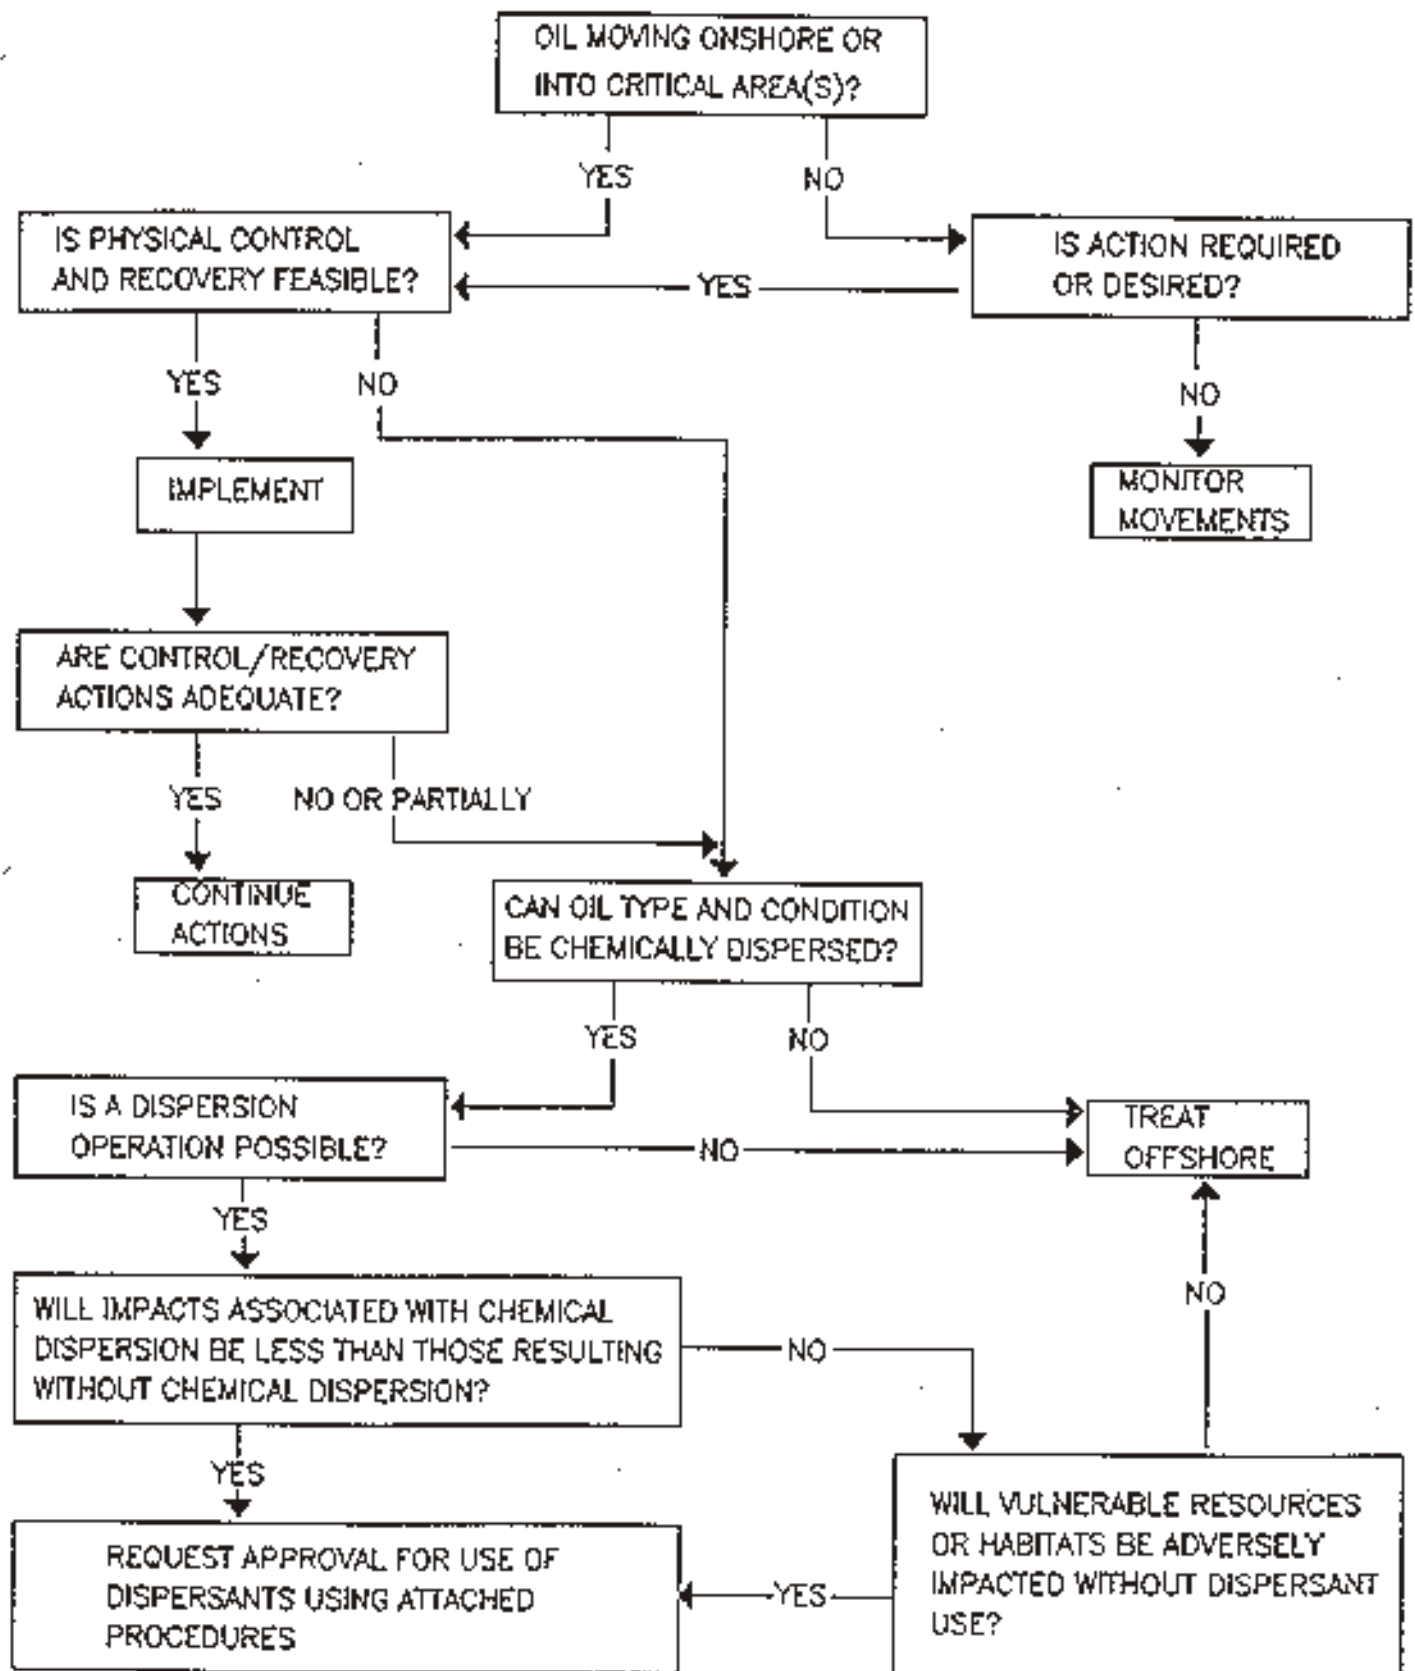 OIL MOVING ONSHORE OR
INTO CRITICAL AREA(S)?
YES
NO
IS PHYSICAL CONTROL
AND RECOVERY FEASIBLE?
YES
IS ACTION REQUIRED
OR DESIRED?
YES
NO
NO
IMPLEMENT
MONITOR
MOVEMENTS
ARE CONTROL/RECOVERY
ACTIONS ADEQUATE?
YES
NO OR PARTIALLY
CONTINUE
ACTIONS
CAN OIL TYPE AND CONDITION
BE CHEMICALLY DISPERSED?
YES
NO
IS A DISPERSION
OPERATION POSSIBLE?
NO
TREAT
OFFSHORE
YES
NO
WILL IMPACTS ASSOCIATED WITH CHEMICAL
DISPERSION BE LESS THAN THOSE RESULTING
WITHOUT CHEMICAL DISPERSION?
NO
YES
REQUEST APPROVAL FOR USE OF
DISPERSANTS USING ATTACHED
PROCEDURES
YES
WILL VULNERABLE RESOURCES
OR HABITATS BE ADVERSELY
IMPACTED WITHOUT DISPERSANT
USE?